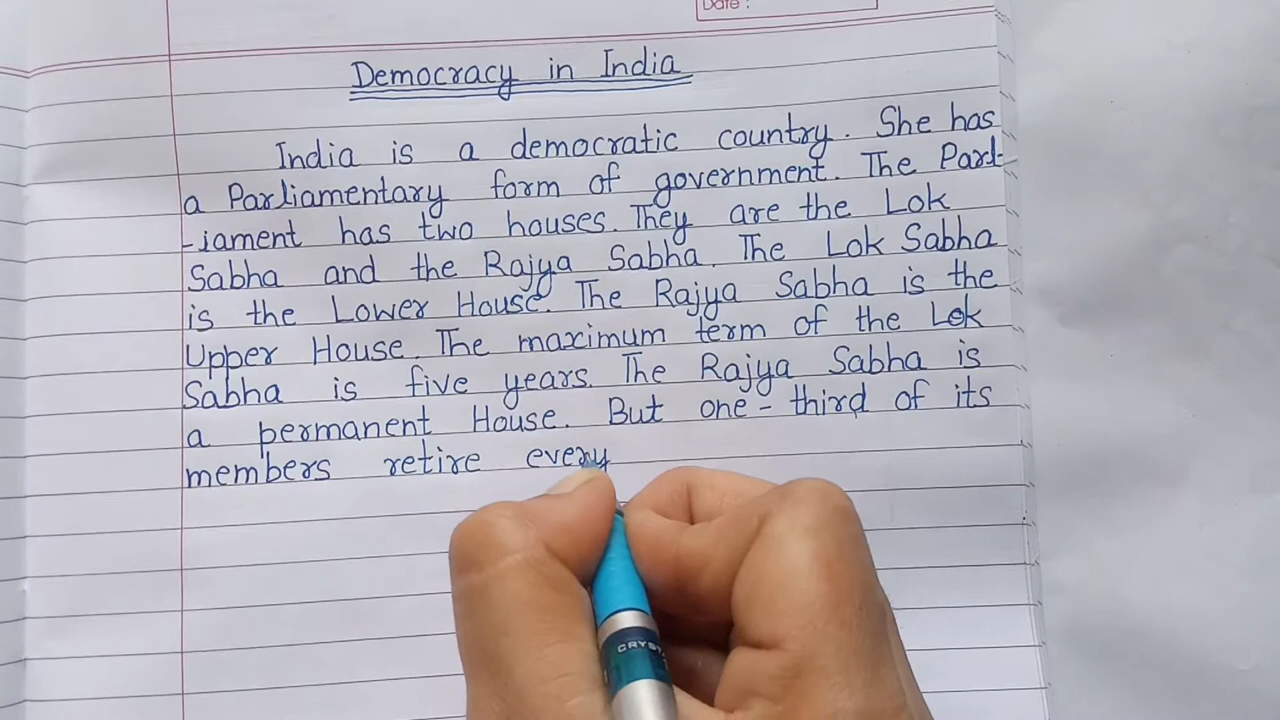 Date :
Democracy in India
India is a democratic country. She has
a Parliamentary form of government. The Parl-
-iament has two houses. They are the Lok
Sabha and the Rajya Sabha. The Lok Sabha
is the Lower House. The Rajya Sabha is the
Upper House. The maximum term of the Lok
Sabha is five years. The Rajya Sabha is
a permanent House. But one-third of its
members retire every
CRYST